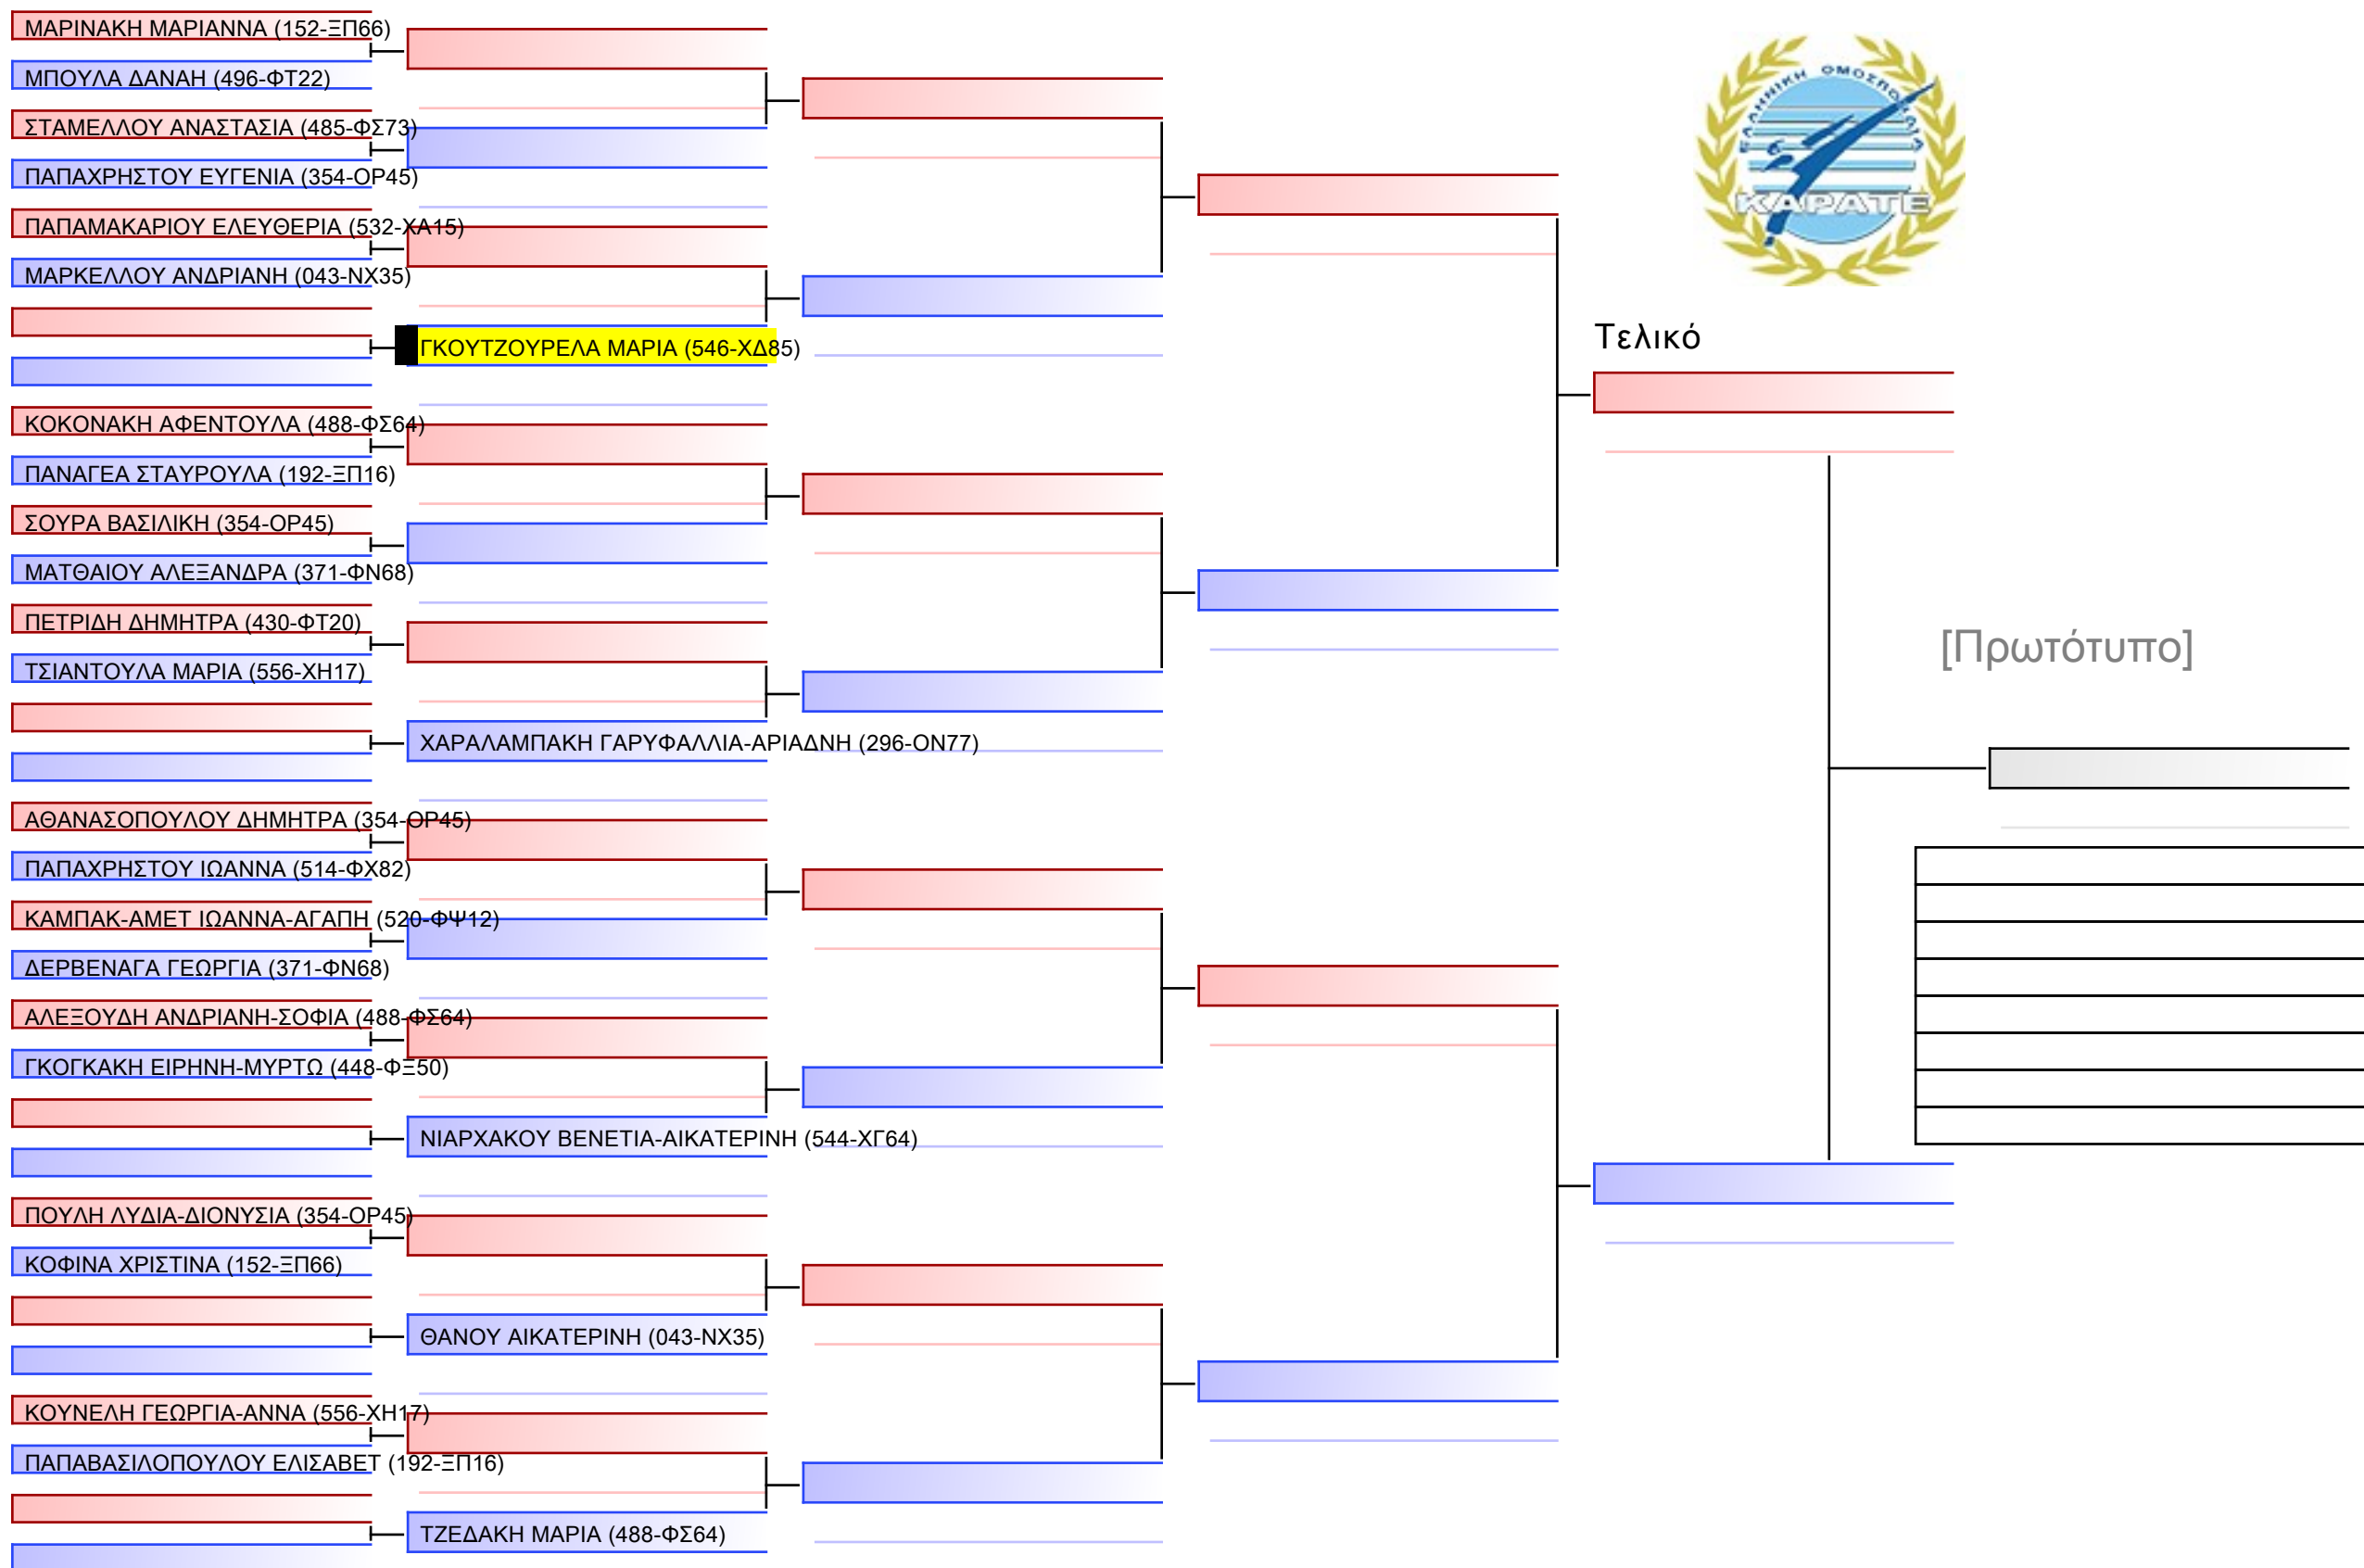 ΜΑΡΙΝΑΚΗ ΜΑΡΙΑΝΝΑ (152-ΞΠ66)
ΜΠΟΥΛΑ ΔΑΝΑΗ (496-ΦΤ22)
ΣΤΑΜΕΛΛΟΥ ΑΝΑΣΤΑΣΙΑ (485-ΦΣ73)
ΠΑΠΑΧΡΗΣΤΟΥ ΕΥΓΕΝΙΑ (354-ΟΡ45)
ΠΑΠΑΜΑΚΑΡΙΟΥ ΕΛΕΥΘΕΡΙΑ (532-ΧΑ15)
ΜΑΡΚΕΛΛΟΥ ΑΝΔΡΙΑΝΗ (043-ΝΧ35)
ΓΚΟΥΤΖΟΥΡΕΛΑ ΜΑΡΙΑ (546-ΧΔ85)
ΚΟΚΟΝΑΚΗ ΑΦΕΝΤΟΥΛΑ (488-ΦΣ64)
ΠΑΝΑΓΕΑ ΣΤΑΥΡΟΥΛΑ (192-ΞΠ16)
ΣΟΥΡΑ ΒΑΣΙΛΙΚΗ (354-ΟΡ45)
ΜΑΤΘΑΙΟΥ ΑΛΕΞΑΝΔΡΑ (371-ΦΝ68)
ΠΕΤΡΙΔΗ ΔΗΜΗΤΡΑ (430-ΦΤ20)
ΤΣΙΑΝΤΟΥΛΑ ΜΑΡΙΑ (556-ΧΗ17)
ΧΑΡΑΛΑΜΠΑΚΗ ΓΑΡΥΦΑΛΛΙΑ-ΑΡΙΑΔΝΗ (296-ΟΝ77)
ΑΘΑΝΑΣΟΠΟΥΛΟΥ ΔΗΜΗΤΡΑ (354-ΟΡ45)
ΠΑΠΑΧΡΗΣΤΟΥ ΙΩΑΝΝΑ (514-ΦΧ82)
ΚΑΜΠΑΚ-ΑΜΕΤ ΙΩΑΝΝΑ-ΑΓΑΠΗ (520-ΦΨ12)
ΔΕΡΒΕΝΑΓΑ ΓΕΩΡΓΙΑ (371-ΦΝ68)
ΑΛΕΞΟΥΔΗ ΑΝΔΡΙΑΝΗ-ΣΟΦΙΑ (488-ΦΣ64)
ΓΚΟΓΚΑΚΗ ΕΙΡΗΝΗ-ΜΥΡΤΩ (448-ΦΞ50)
ΝΙΑΡΧΑΚΟΥ ΒΕΝΕΤΙΑ-ΑΙΚΑΤΕΡΙΝΗ (544-ΧΓ64)
ΠΟΥΛΗ ΛΥΔΙΑ-ΔΙΟΝΥΣΙΑ (354-ΟΡ45)
ΚΟΦΙΝΑ ΧΡΙΣΤΙΝΑ (152-ΞΠ66)
ΘΑΝΟΥ ΑΙΚΑΤΕΡΙΝΗ (043-ΝΧ35)
ΚΟΥΝΕΛΗ ΓΕΩΡΓΙΑ-ΑΝΝΑ (556-ΧΗ17)
ΠΑΠΑΒΑΣΙΛΟΠΟΥΛΟΥ ΕΛΙΣΑΒΕΤ (192-ΞΠ16)
ΤΖΕΔΑΚΗ ΜΑΡΙΑ (488-ΦΣ64)
ΕΛΛΗΝΙΚΗ ΟΜΟΣΠΟΝΔΙΑ
ΚΑΡΑΤΕ
Τελικό
[Πρωτότυπο]